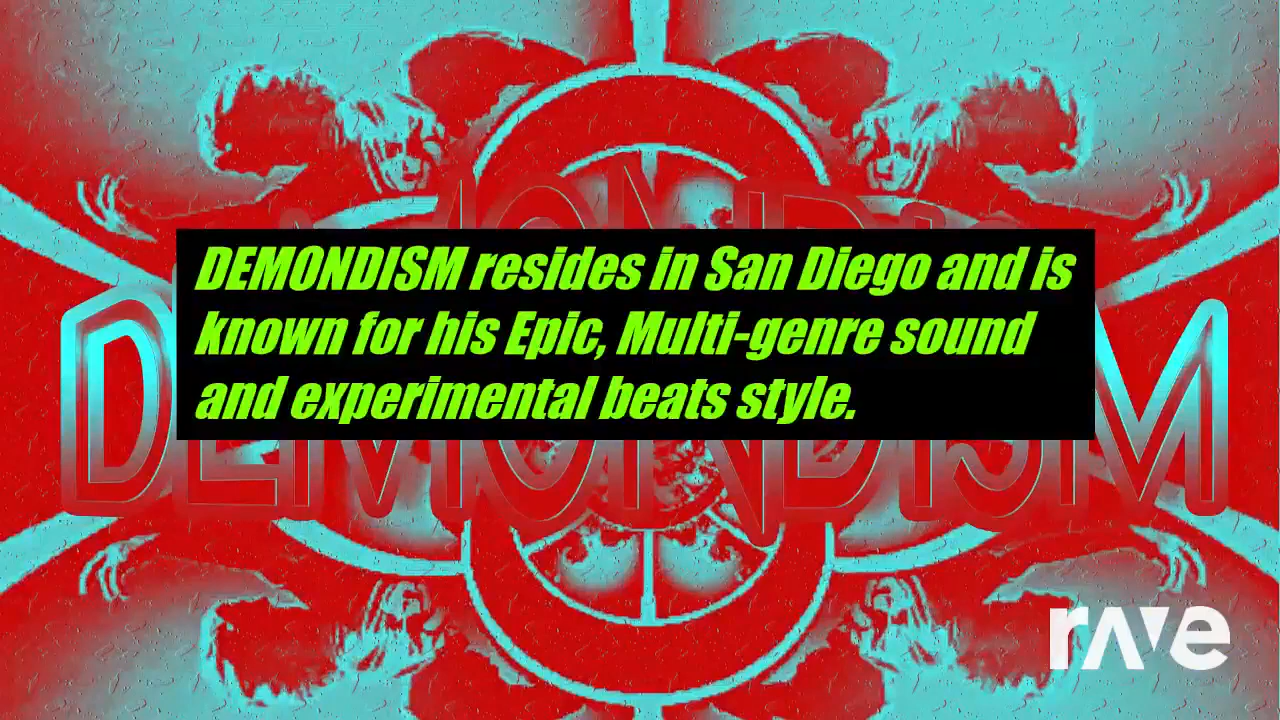 DEMONDISM resides in San Diego and is
known for his Epic, Multi-genre sound
and experimental beats style.
DEMONDISM
rave